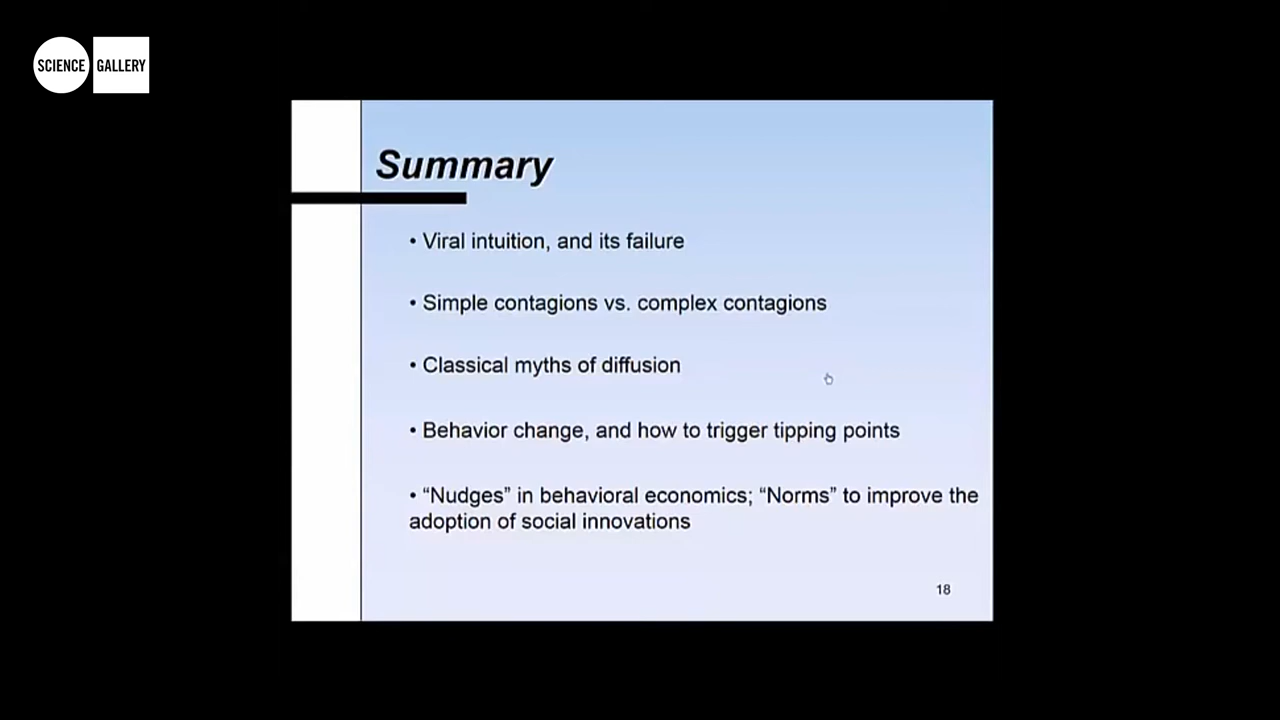 SCIENCE GALLERY
Summary
• Viral intuition, and its failure
• Simple contagions vs. complex contagions
• Classical myths of diffusion
• Behavior change, and how to trigger tipping points
• “Nudges” in behavioral economics; “Norms” to improve the
adoption of social innovations
18